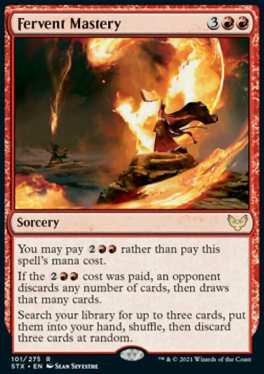 Fervent Mastery 3
Sorcery
You may pay 2 rather than pay this
spell's mana cost.
If the 2 cost was paid, an opponent
discards any number of cards, then draws
that many cards.
Search your library for up to three cards, put
them into your hand, shuffle, then discard
three cards at random.
101/275 R
STX • EN Sean Sevestre
™ & © 2021 Wizards of the Coast